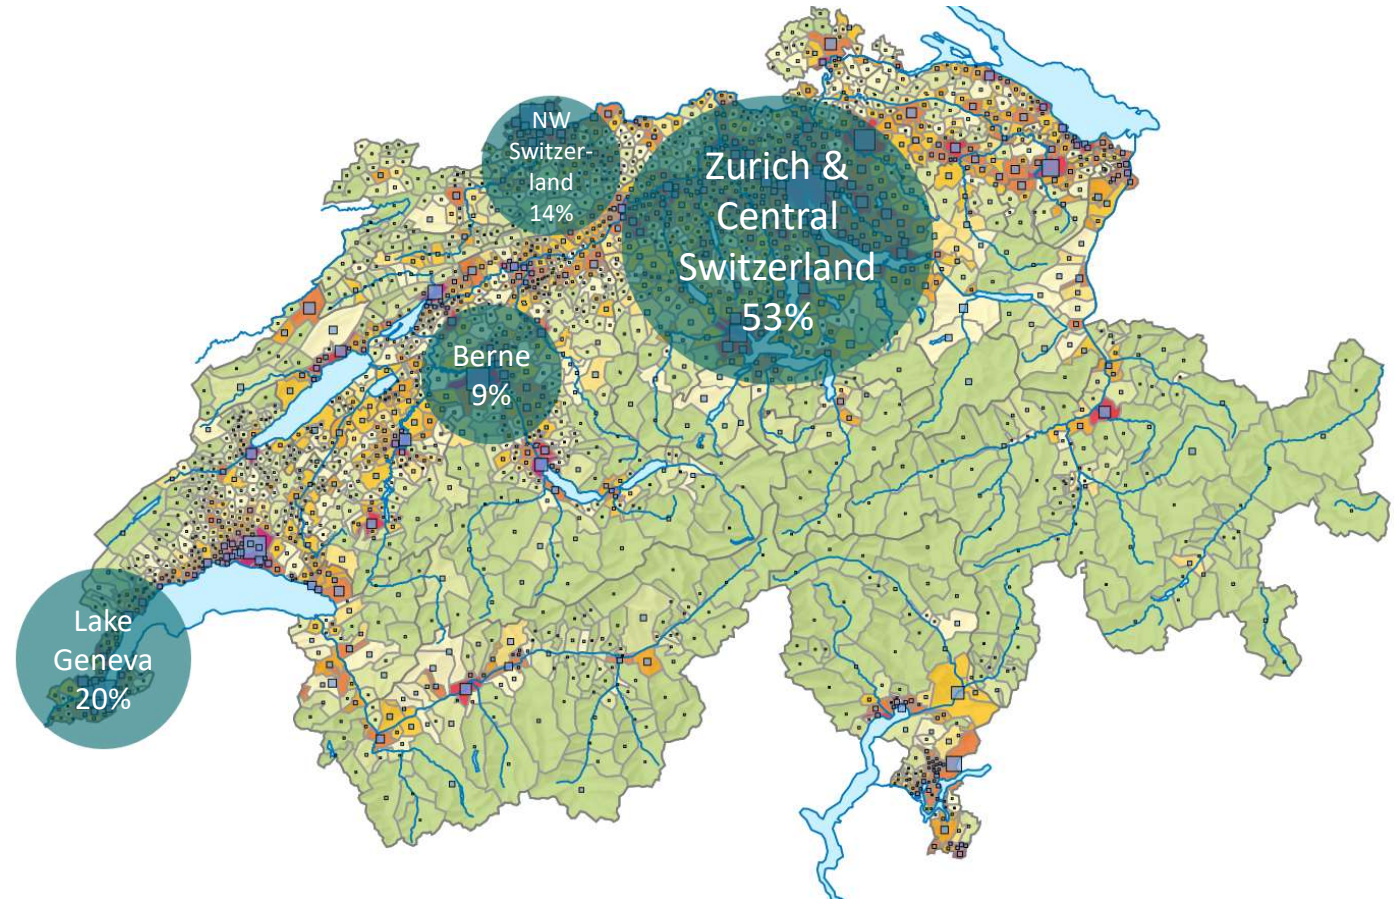 NW
Switzer-
land
14%
Zurich &
Central
Switzerland
53%
Berne
9%
Lake
Geneva
20%